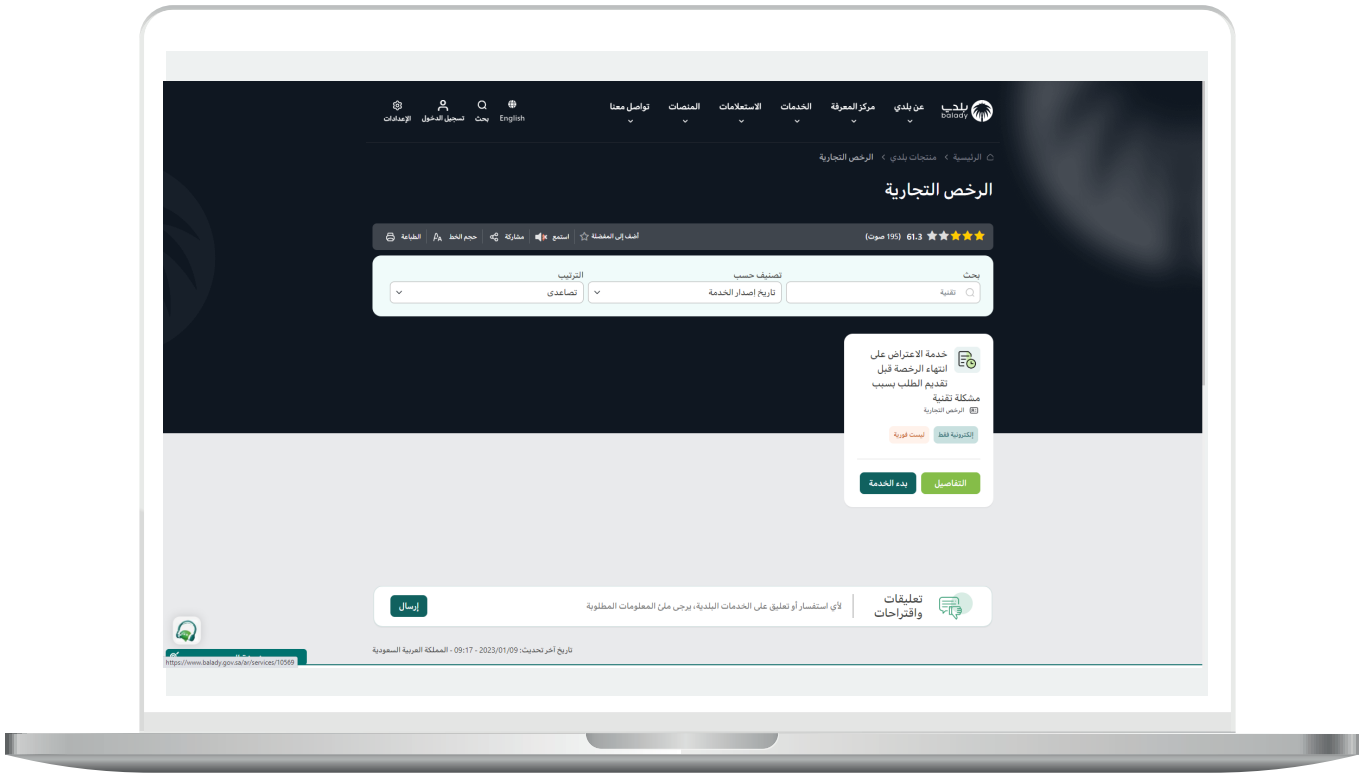 بلدي
balady
عن بلدي
مركز المعرفة
الخدمات
الاستعلامات
المنصات
تواصل معنا
English
بحث
تسجيل الدخول
الإعدادات
الرئيسية > منتجات بلدي > الرخص التجارية
الرخص التجارية
61.3 (195 صوت)
أضف إلى المفضلة
استمع
مشاركة
حجم الخط
الطباعة
بحث
تصنيف حسب
الترتيب
تقنية
تاريخ إصدار الخدمة
تصاعدي
خدمة الاعتراض على
انتهاء الرخصة قبل
تقديم الطلب بسبب
مشكلة تقنية
الرخص التجارية
إلكترونية فقط
ليست فورية
التفاصيل
بدء الخدمة
تعليقات
واقتراحات
لأي استفسار أو تعليق على الخدمات البلدية، يرجى ملئ المعلومات المطلوبة
إرسال
تاريخ آخر تحديث: 2023/01/09 - 09:17 - المملكة العربية السعودية
https://www.balady.gov.sa/ar/services/10569